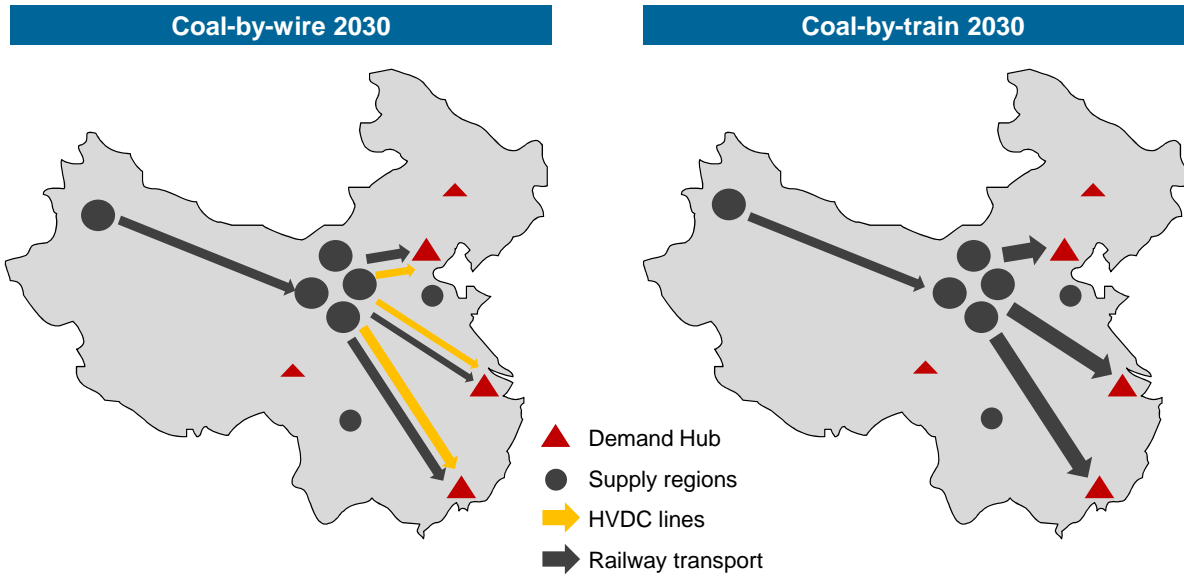 Coal-by-wire 2030
Coal-by-train 2030
Demand Hub
Supply regions
HVDC lines
Railway transport